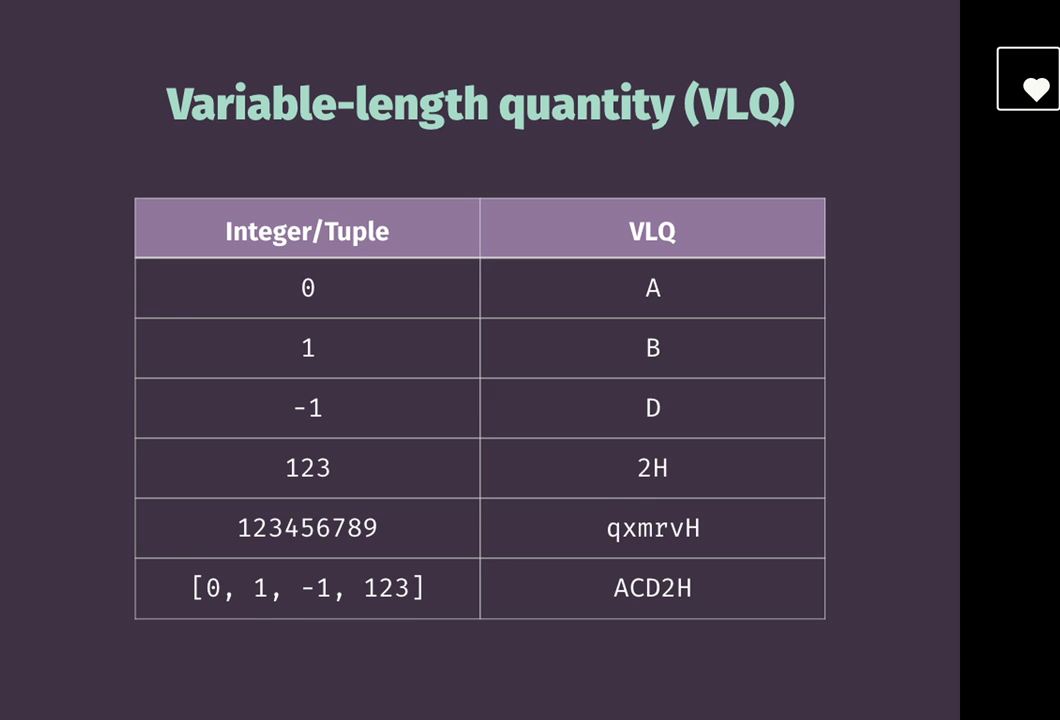 Variable-length quantity (VLQ)
Integer/Tuple VLQ
0 A
1 B
-1 D
123 2H
123456789 qxmrvH
[0, 1, -1, 123] ACD2H